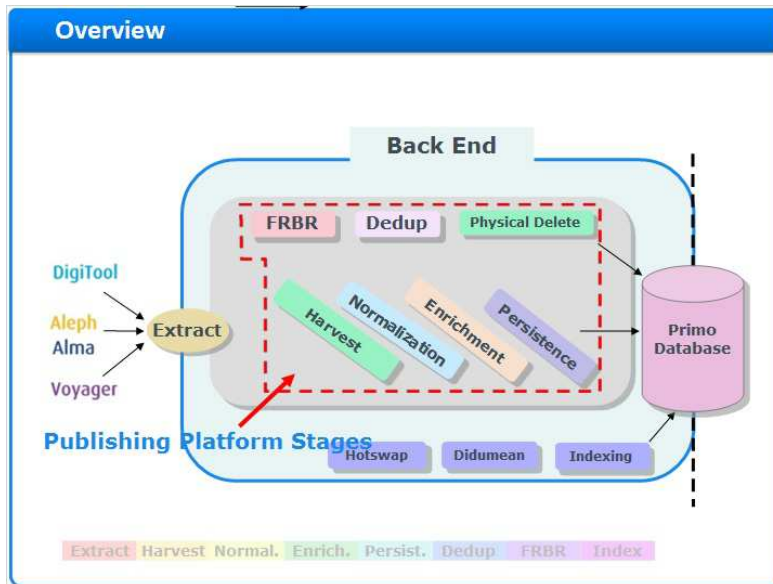 Overview
Back End
FRBR
Dedup
Physical Delete
DigiTool
Aleph
Alma
Voyager
Extract
Harvest
Normalization
Enrichment
Persistence
Primo
Database
Publishing Platform Stages
Hotswap
Didumean
Indexing
Extract Harvest Normal. Enrich. Persist. Dedup FRBR Index